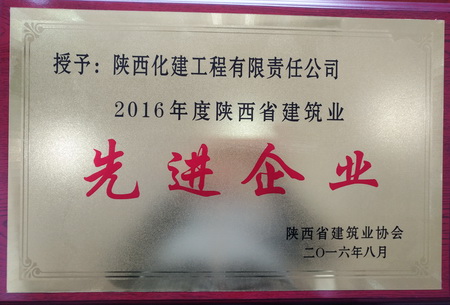 授予：陕西化建工程有限责任公司
2016年度陕西省建筑业
先进企业
陕西省建筑业协会
二〇一六年八月